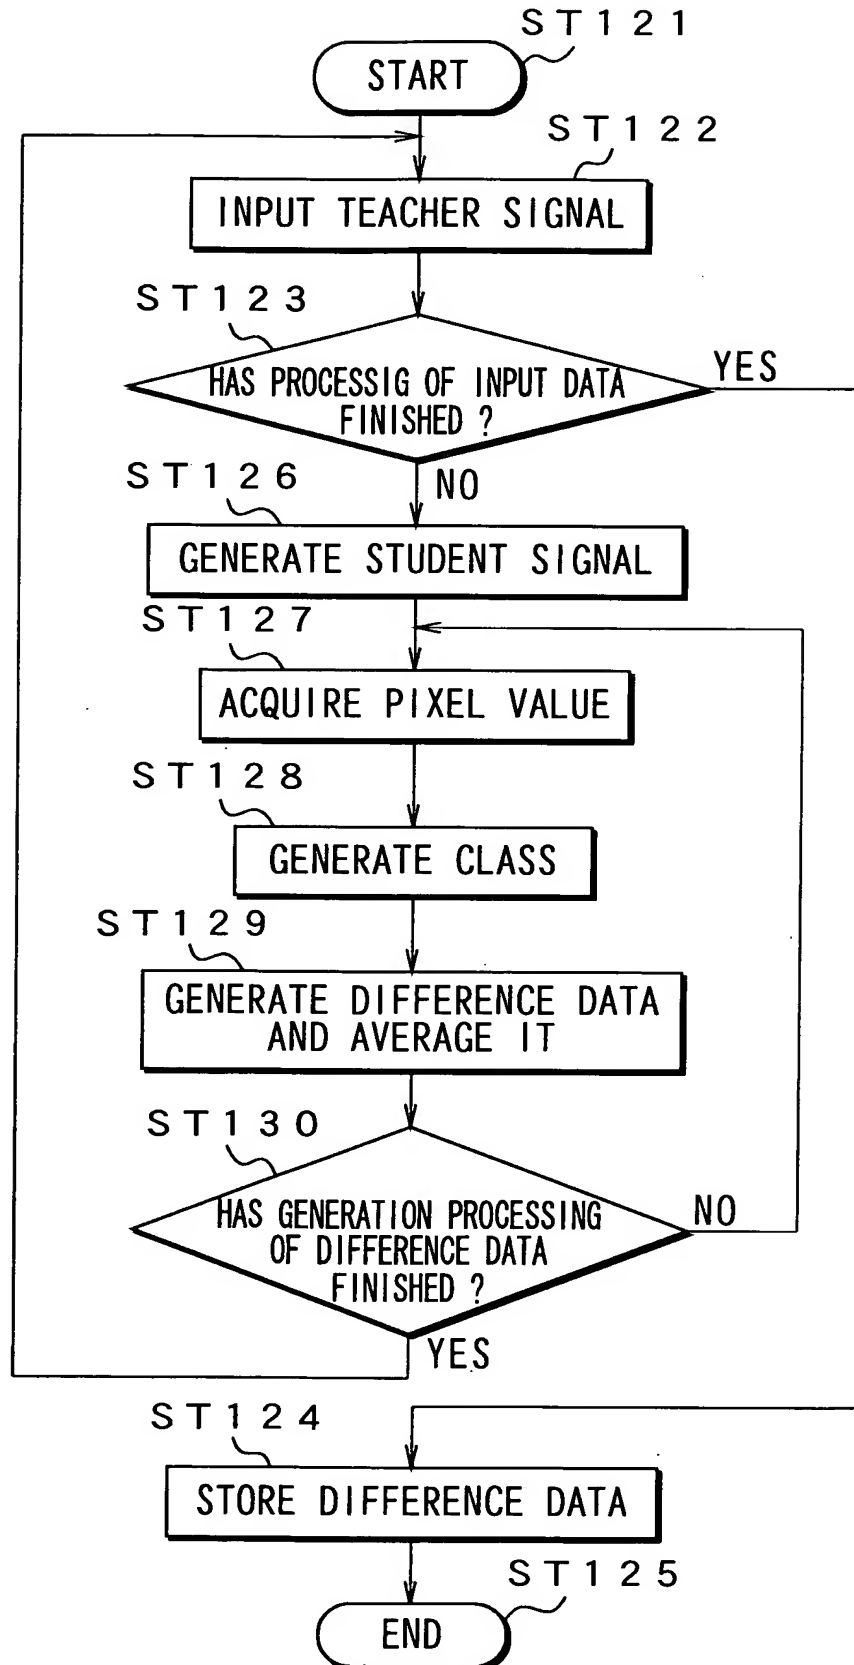 ST121
START
ST122
INPUT TEACHER SIGNAL
ST123
HAS PROCESSIG OF INPUT DATA
FINISHED ?
YES
NO
ST126
GENERATE STUDENT SIGNAL
ST127
ACQUIRE PIXEL VALUE
ST128
GENERATE CLASS
ST129
GENERATE DIFFERENCE DATA
AND AVERAGE IT
ST130
HAS GENERATION PROCESSING
OF DIFFERENCE DATA
FINISHED ?
NO
YES
ST124
STORE DIFFERENCE DATA
ST125
END